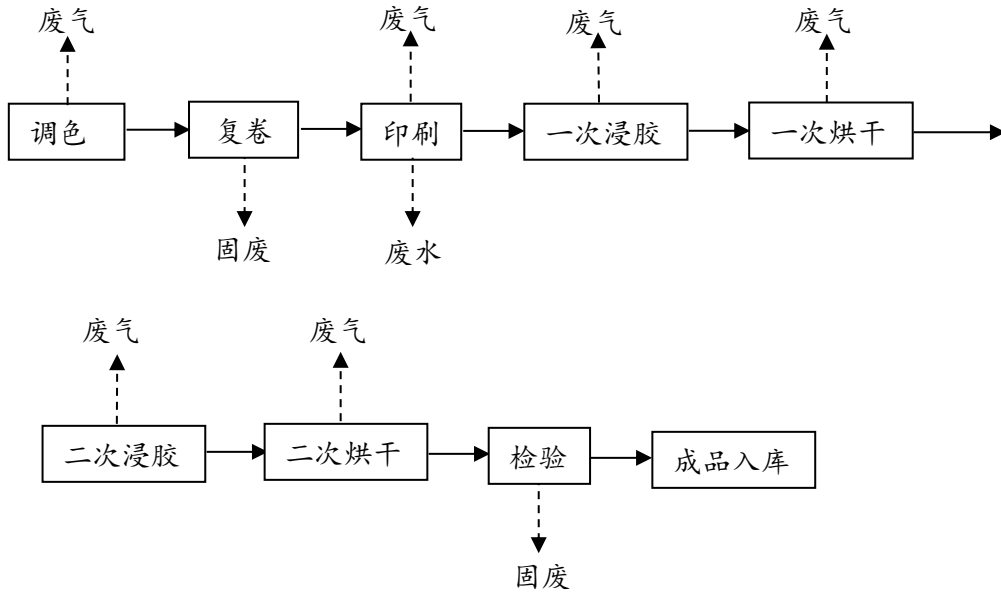 废气 废气 废气 废气
调色 复卷 印刷 一次浸胶 一次烘干
固废 废水
废气 废气
二次浸胶 二次烘干 检验 成品入库
固废